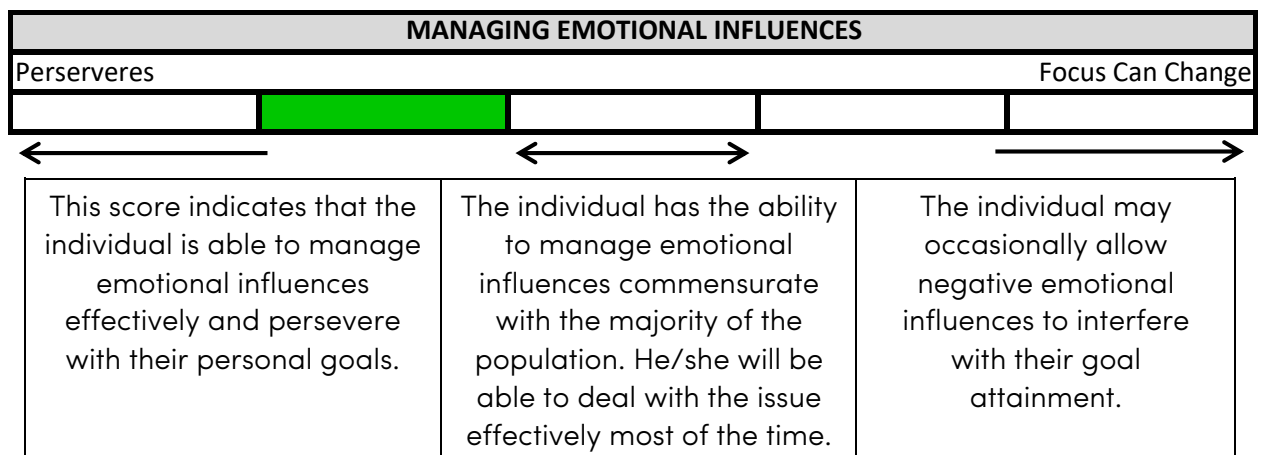 MANAGING EMOTIONAL INFLUENCES
Perserveres Focus Can Change
This score indicates that the
individual is able to manage
emotional influences
effectively and persevere
with their personal goals.
The individual has the ability
to manage emotional
influences commensurate
with the majority of the
population. He/she will be
able to deal with the issue
effectively most of the time.
The individual may
occasionally allow
negative emotional
influences to interfere
with their goal
attainment.